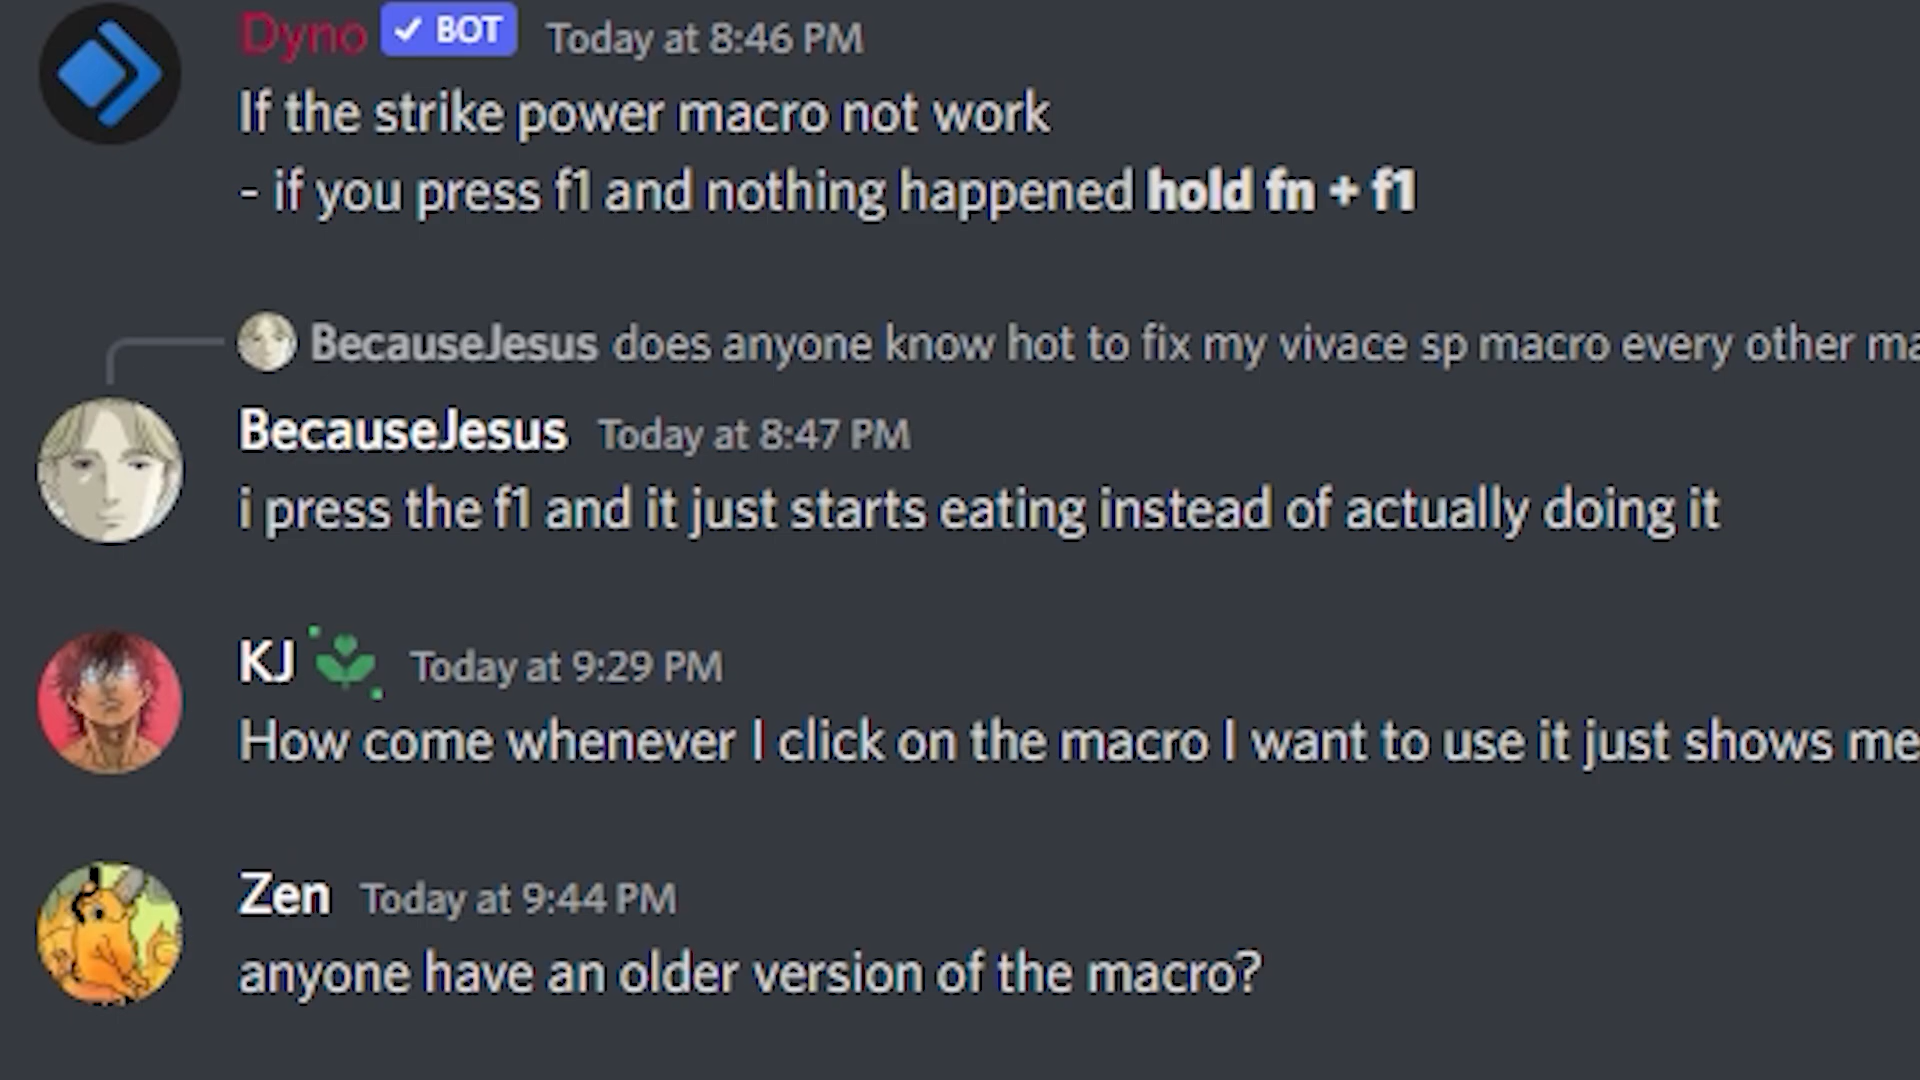 Dyno ✓ BOT Today at 8:46 PM
If the strike power macro not work
- if you press f1 and nothing happened hold fn + f1
BecauseJesus does anyone know hot to fix my vivace sp macro every other ma
BecauseJesus Today at 8:47 PM
i press the f1 and it just starts eating instead of actually doing it
KJ Today at 9:29 PM
How come whenever I click on the macro I want to use it just shows me
Zen Today at 9:44 PM
anyone have an older version of the macro?